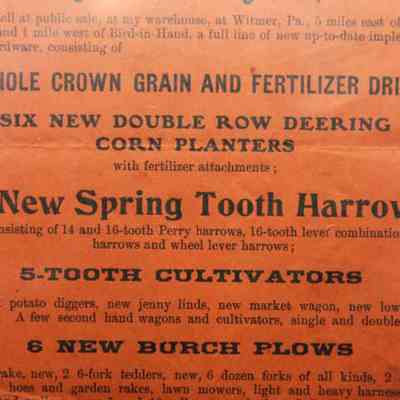 ell at public sale, at my warehouse, at Witmer, Pa., 5 miles east of
and 1 mile west of Bird-in-Hand, a full line of new up-to-date imple
rdware, consisting of
HOLE CROWN GRAIN AND FERTILIZER DRI
SIX NEW DOUBLE ROW DEERING
CORN PLANTERS
with fertilizer attachments;
New Spring Tooth Harrow
nsisting of 14 and 16-tooth Perry harrows, 16-tooth lever combination
harrows and wheel lever harrows;
5-TOOTH CULTIVATORS
potato diggers, new jenny linds, new market wagon, new low
A few second hand wagons and cultivators, single and double
6 NEW BURCH PLOWS
rake, new, 2 6-fork tedders, new, 6 dozen forks of all kinds, 2
hoes and garden rakes, lawn mowers, light and heavy harness